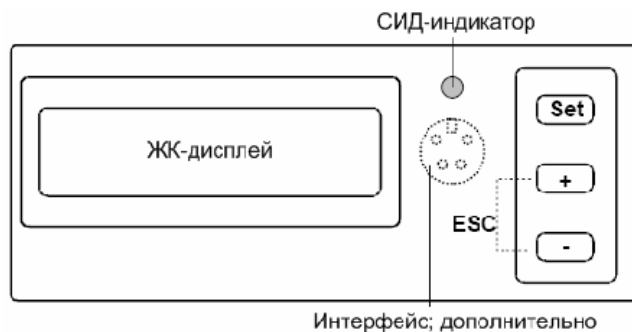 СИД-индикатор
ЖК-дисплей
Set
+
ESC
-
Интерфейс; дополнительно